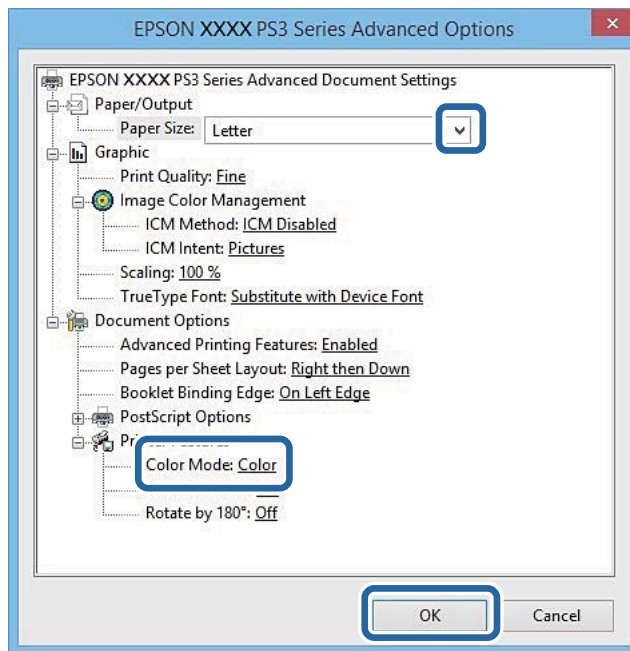 EPSON XXXX PS3 Series Advanced Options
EPSON XXXX PS3 Series Advanced Document Settings
Paper/Output
Paper Size: Letter
Graphic
Print Quality: Fine
Image Color Management
ICM Method: ICM Disabled
ICM Intent: Pictures
Scaling: 100 %
TrueType Font: Substitute with Device Font
Document Options
Advanced Printing Features: Enabled
Pages per Sheet Layout: Right then Down
Booklet Binding Edge: On Left Edge
PostScript Options
Color Mode: Color
Rotate by 180°: Off
OK Cancel